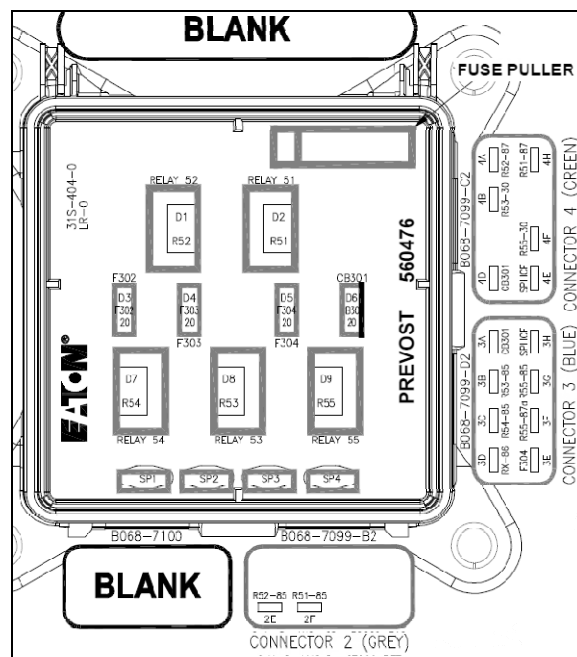 BLANK
FUSE PULLER
31S-404-0
LR-0
RELAY 52
RELAY 51
D1
R52
D2
R51
F302
CB301
D3
F302
20
D4
F303
20
D5
F304
20
D6
B30
20
F303
F304
PREVOST 560476
EATON®
D7
R54
D8
R53
D9
R55
RELAY 54
RELAY 53
RELAY 55
SP1
SP2
SP3
SP4
B068-7100
B068-7099-B2
B068-7099-C2
4A
R52-87
R51-87
4H
4B
R53-30
R55-30
4F
4D
CB301
SPLICE
4E
CONNECTOR 4 (GREEN)
B068-7099-D2
3A
CB301
SPLICE
3H
3B
R53-85
R55-85
3G
3C
R54-85
R55-87a
3F
3D
RX-86
F304
3E
CONNECTOR 3 (BLUE)
BLANK
R52-85
R51-85
2E
2F
CONNECTOR 2 (GREY)